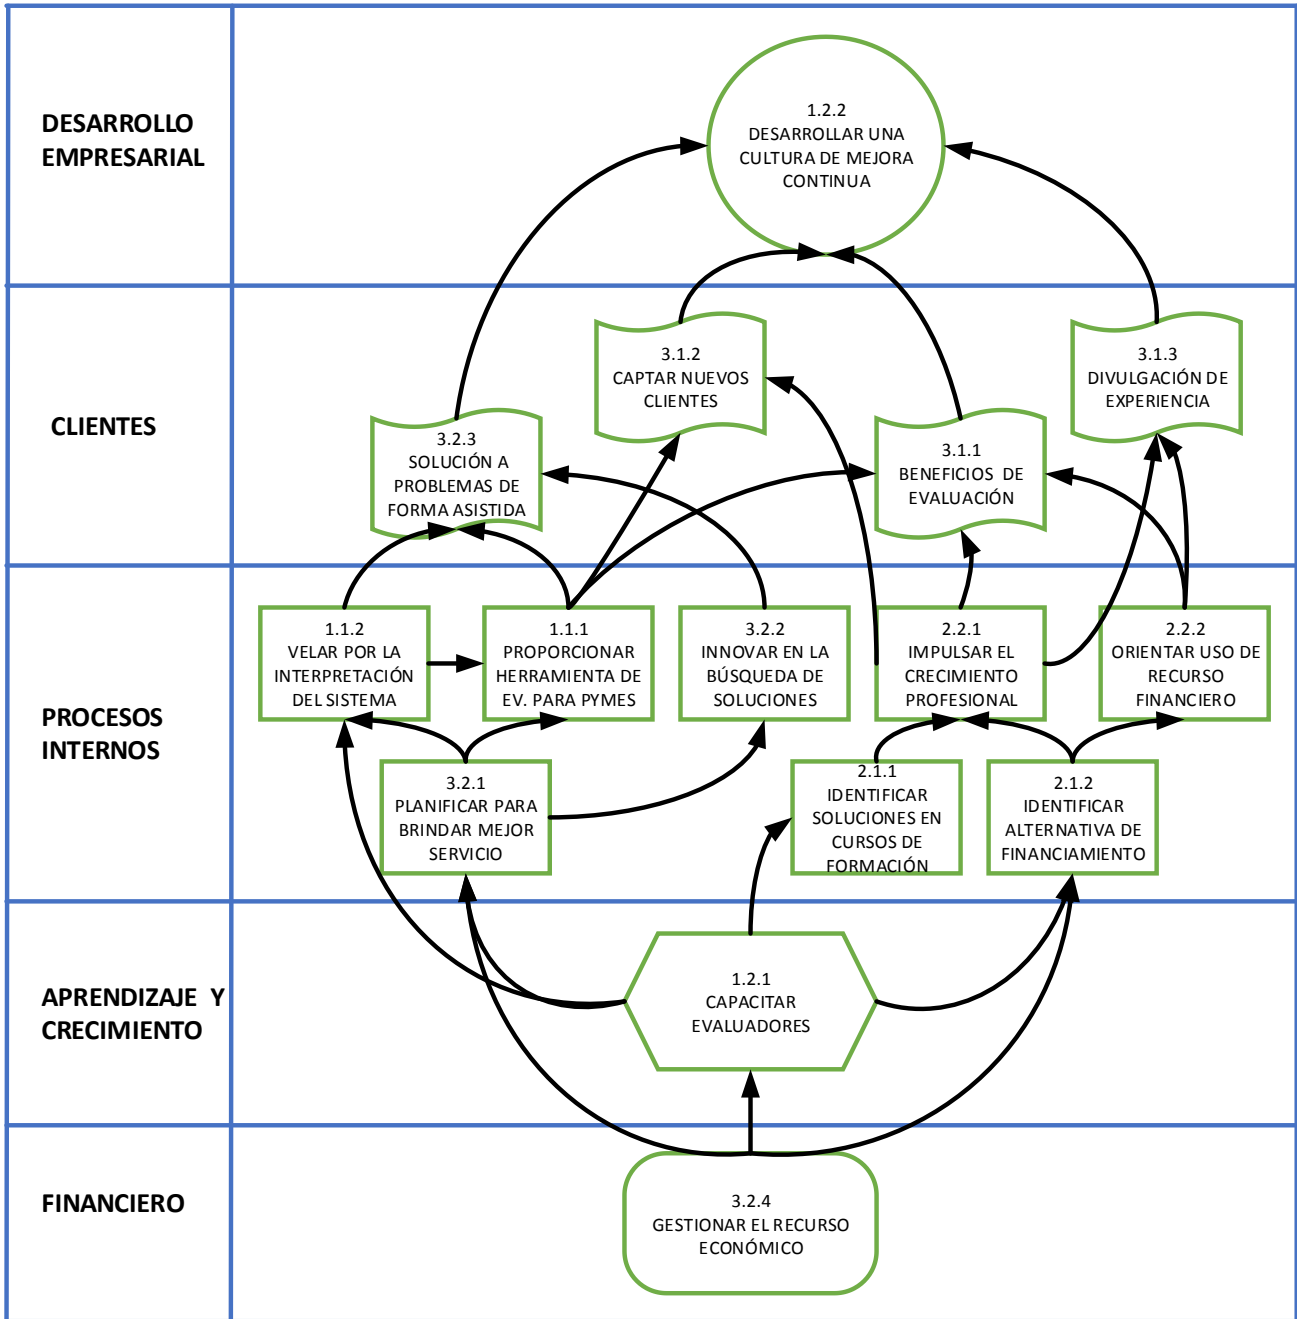 DESARROLLO
EMPRESARIAL
1.2.2
DESARROLLAR UNA
CULTURA DE MEJORA
CONTINUA
CLIENTES
3.1.2
CAPTAR NUEVOS
CLIENTES
3.1.3
DIVULGACIÓN DE
EXPERIENCIA
3.2.3
SOLUCIÓN A
PROBLEMAS DE
FORMA ASISTIDA
3.1.1
BENEFICIOS DE
EVALUACIÓN
PROCESOS
INTERNOS
1.1.2
VELAR POR LA
INTERPRETACIÓN
DEL SISTEMA
1.1.1
PROPORCIONAR
HERRAMIENTA DE
EV. PARA PYMES
3.2.2
INNOVAR EN LA
BÚSQUEDA DE
SOLUCIONES
2.2.1
IMPULSAR EL
CRECIMIENTO
PROFESIONAL
2.2.2
ORIENTAR USO DE
RECURSO
FINANCIERO
3.2.1
PLANIFICAR PARA
BRINDAR MEJOR
SERVICIO
2.1.1
IDENTIFICAR
SOLUCIONES EN
CURSOS DE
FORMACIÓN
2.1.2
IDENTIFICAR
ALTERNATIVA DE
FINANCIAMIENTO
APRENDIZAJE Y
CRECIMIENTO
1.2.1
CAPACITAR
EVALUADORES
FINANCIERO
3.2.4
GESTIONAR EL RECURSO
ECONÓMICO